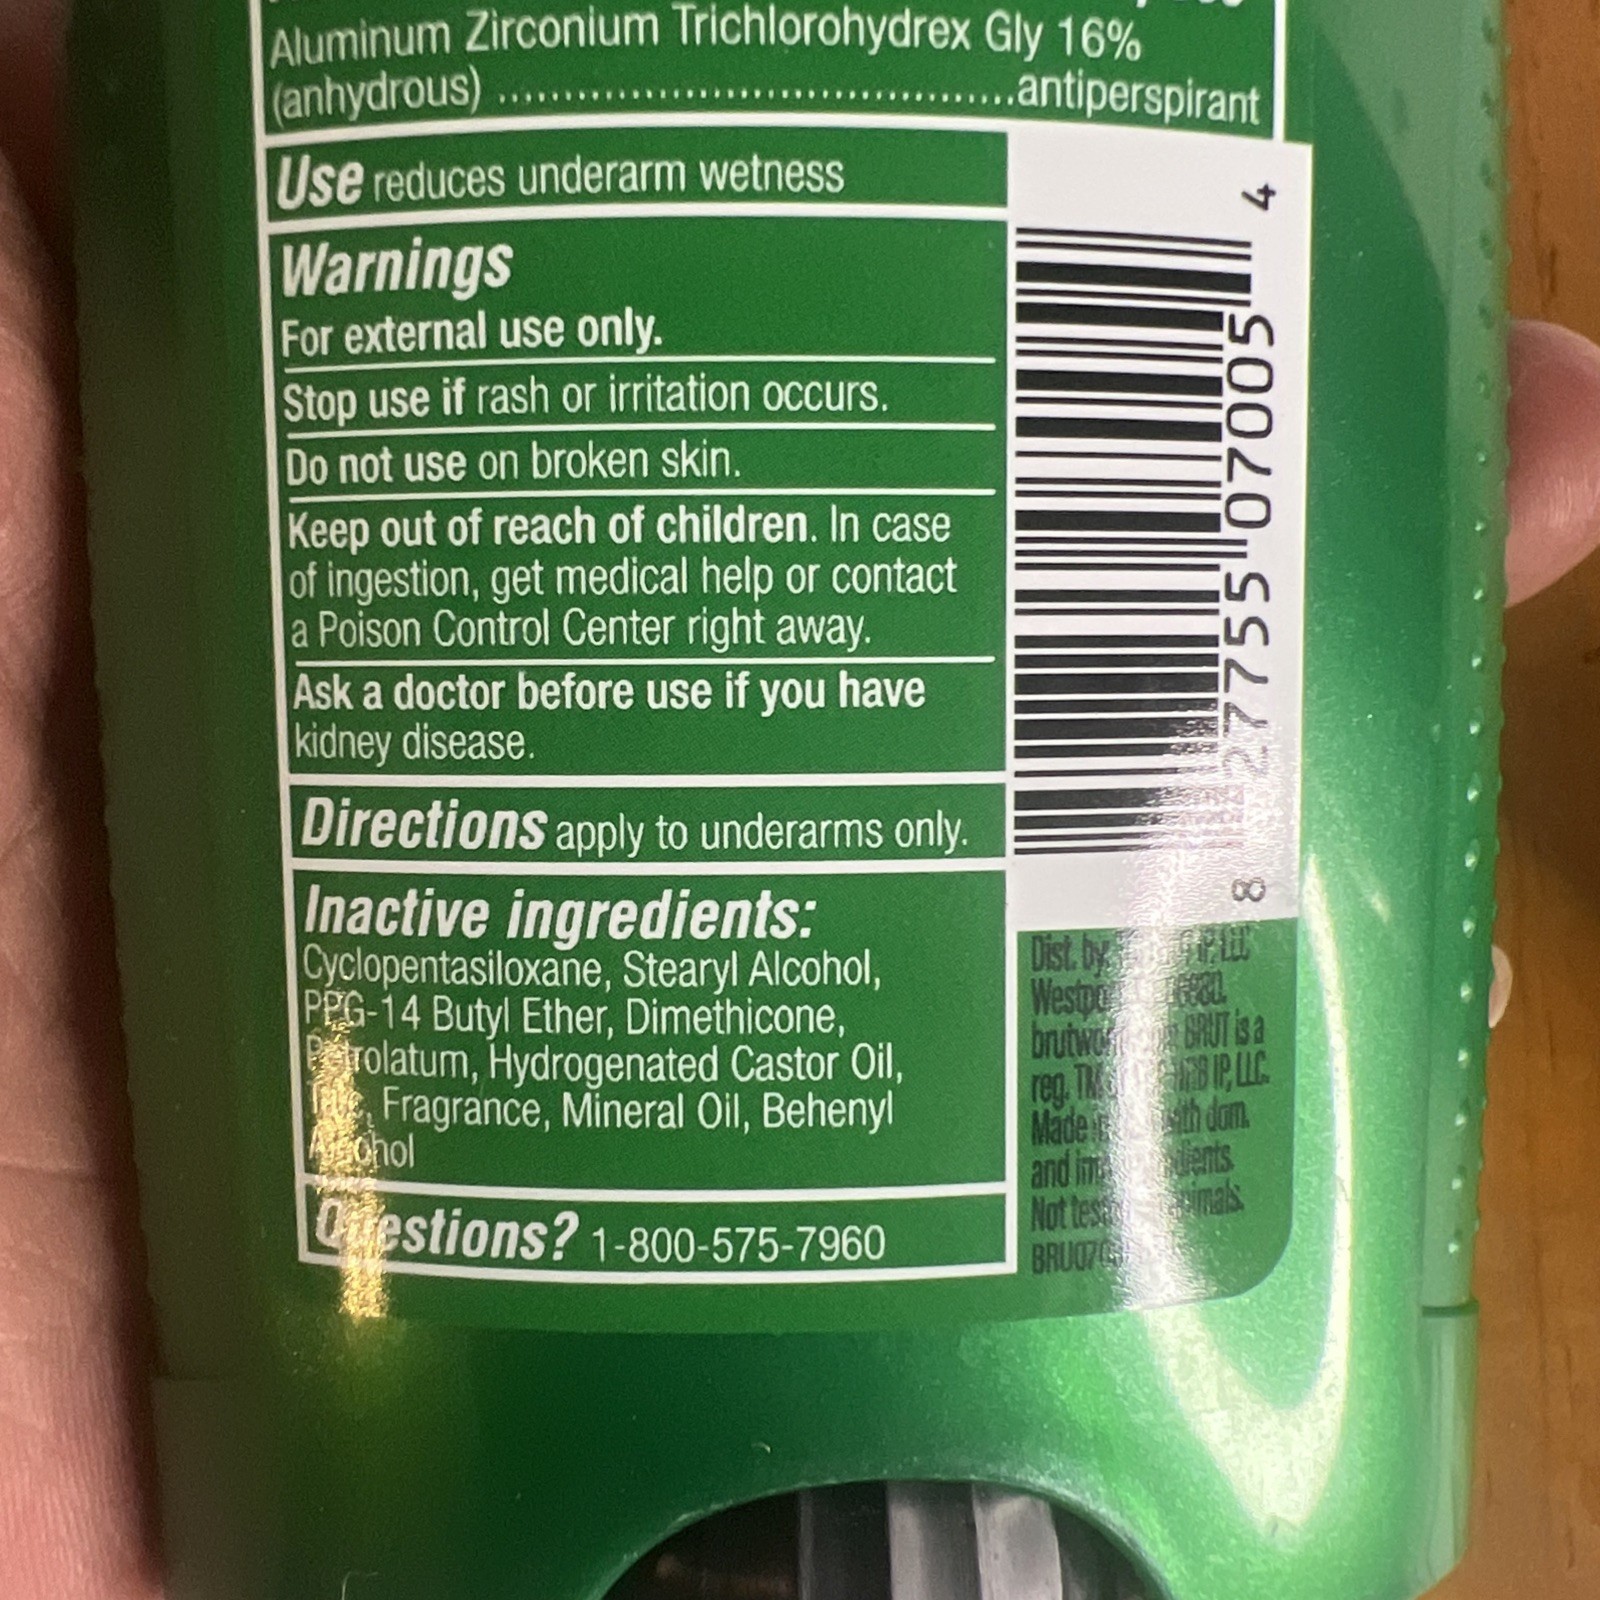 Aluminum Zirconium Trichlorohydrex Gly 16%
(anhydrous) ........................................antiperspirant
Use reduces underarm wetness
Warnings
For external use only.
Stop use if rash or irritation occurs.
Do not use on broken skin.
Keep out of reach of children. In case
of ingestion, get medical help or contact
a Poison Control Center right away.
Ask a doctor before use if you have
kidney disease.
Directions apply to underarms only.
Inactive ingredients:
Cyclopentasiloxane, Stearyl Alcohol,
PPG-14 Butyl Ether, Dimethicone,
Petrolatum, Hydrogenated Castor Oil,
Fragrance, Mineral Oil, Behenyl
Alcohol
Questions? 1-800-575-7960
8 27755 07005 4
Dist. by IP, LLC
BRUT is a
reg. TM IP, LLC.
Made dom.
and
Not